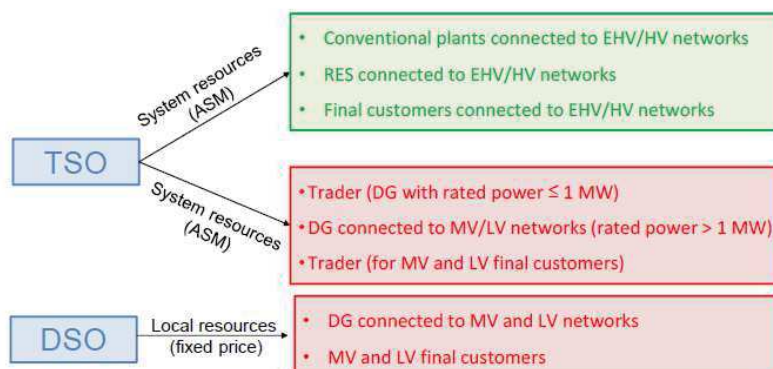 • Conventional plants connected to EHV/HV networks
• RES connected to EHV/HV networks
• Final customers connected to EHV/HV networks
System resources
(ASM)
TSO
System resources
(ASM)
• Trader (DG with rated power ≤ 1 MW)
• DG connected to MV/LV networks (rated power > 1 MW)
• Trader (for MV and LV final customers)
DSO
Local resources
(fixed price)
• DG connected to MV and LV networks
• MV and LV final customers